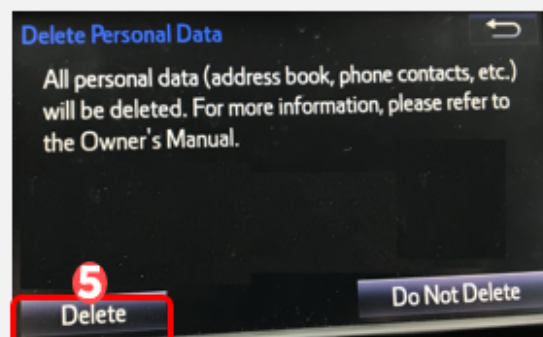 Delete Personal Data
All personal data (address book, phone contacts, etc.)
will be deleted. For more information, please refer to
the Owner's Manual.
5
Delete
Do Not Delete